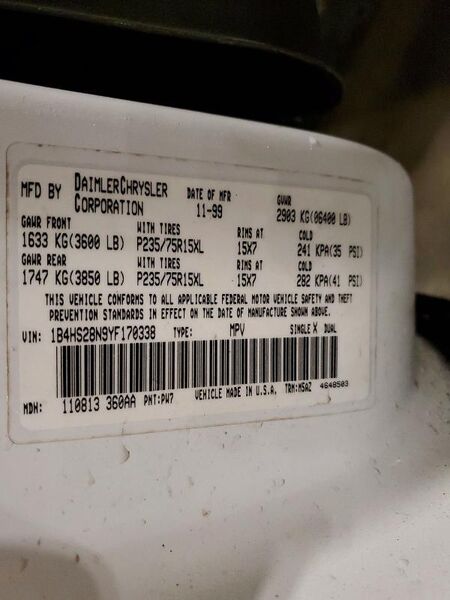 MFD BY DAIMLERCHRYSLER CORPORATION DATE OF MFR 11-99 GVWR 2903 KG(06400 LB)
GAWR FRONT WITH TIRES RIMS AT COLD
1633 KG(3600 LB) P235/75R15XL 15X7 241 KPA(35 PSI)
GAWR REAR WITH TIRES RIMS AT COLD
1747 KG(3850 LB) P235/75R15XL 15X7 282 KPA(41 PSI)
THIS VEHICLE CONFORMS TO ALL APPLICABLE FEDERAL MOTOR VEHICLE SAFETY AND THEFT
PREVENTION STANDARDS IN EFFECT ON THE DATE OF MANUFACTURE SHOWN ABOVE.
VIN: 1B4HS28N9YF170338 TYPE: MPV SINGLE X DUAL
MDH: 110813 360AA PNT:PW7 VEHICLE MADE IN U.S.A. TRM:M5AZ 4648503